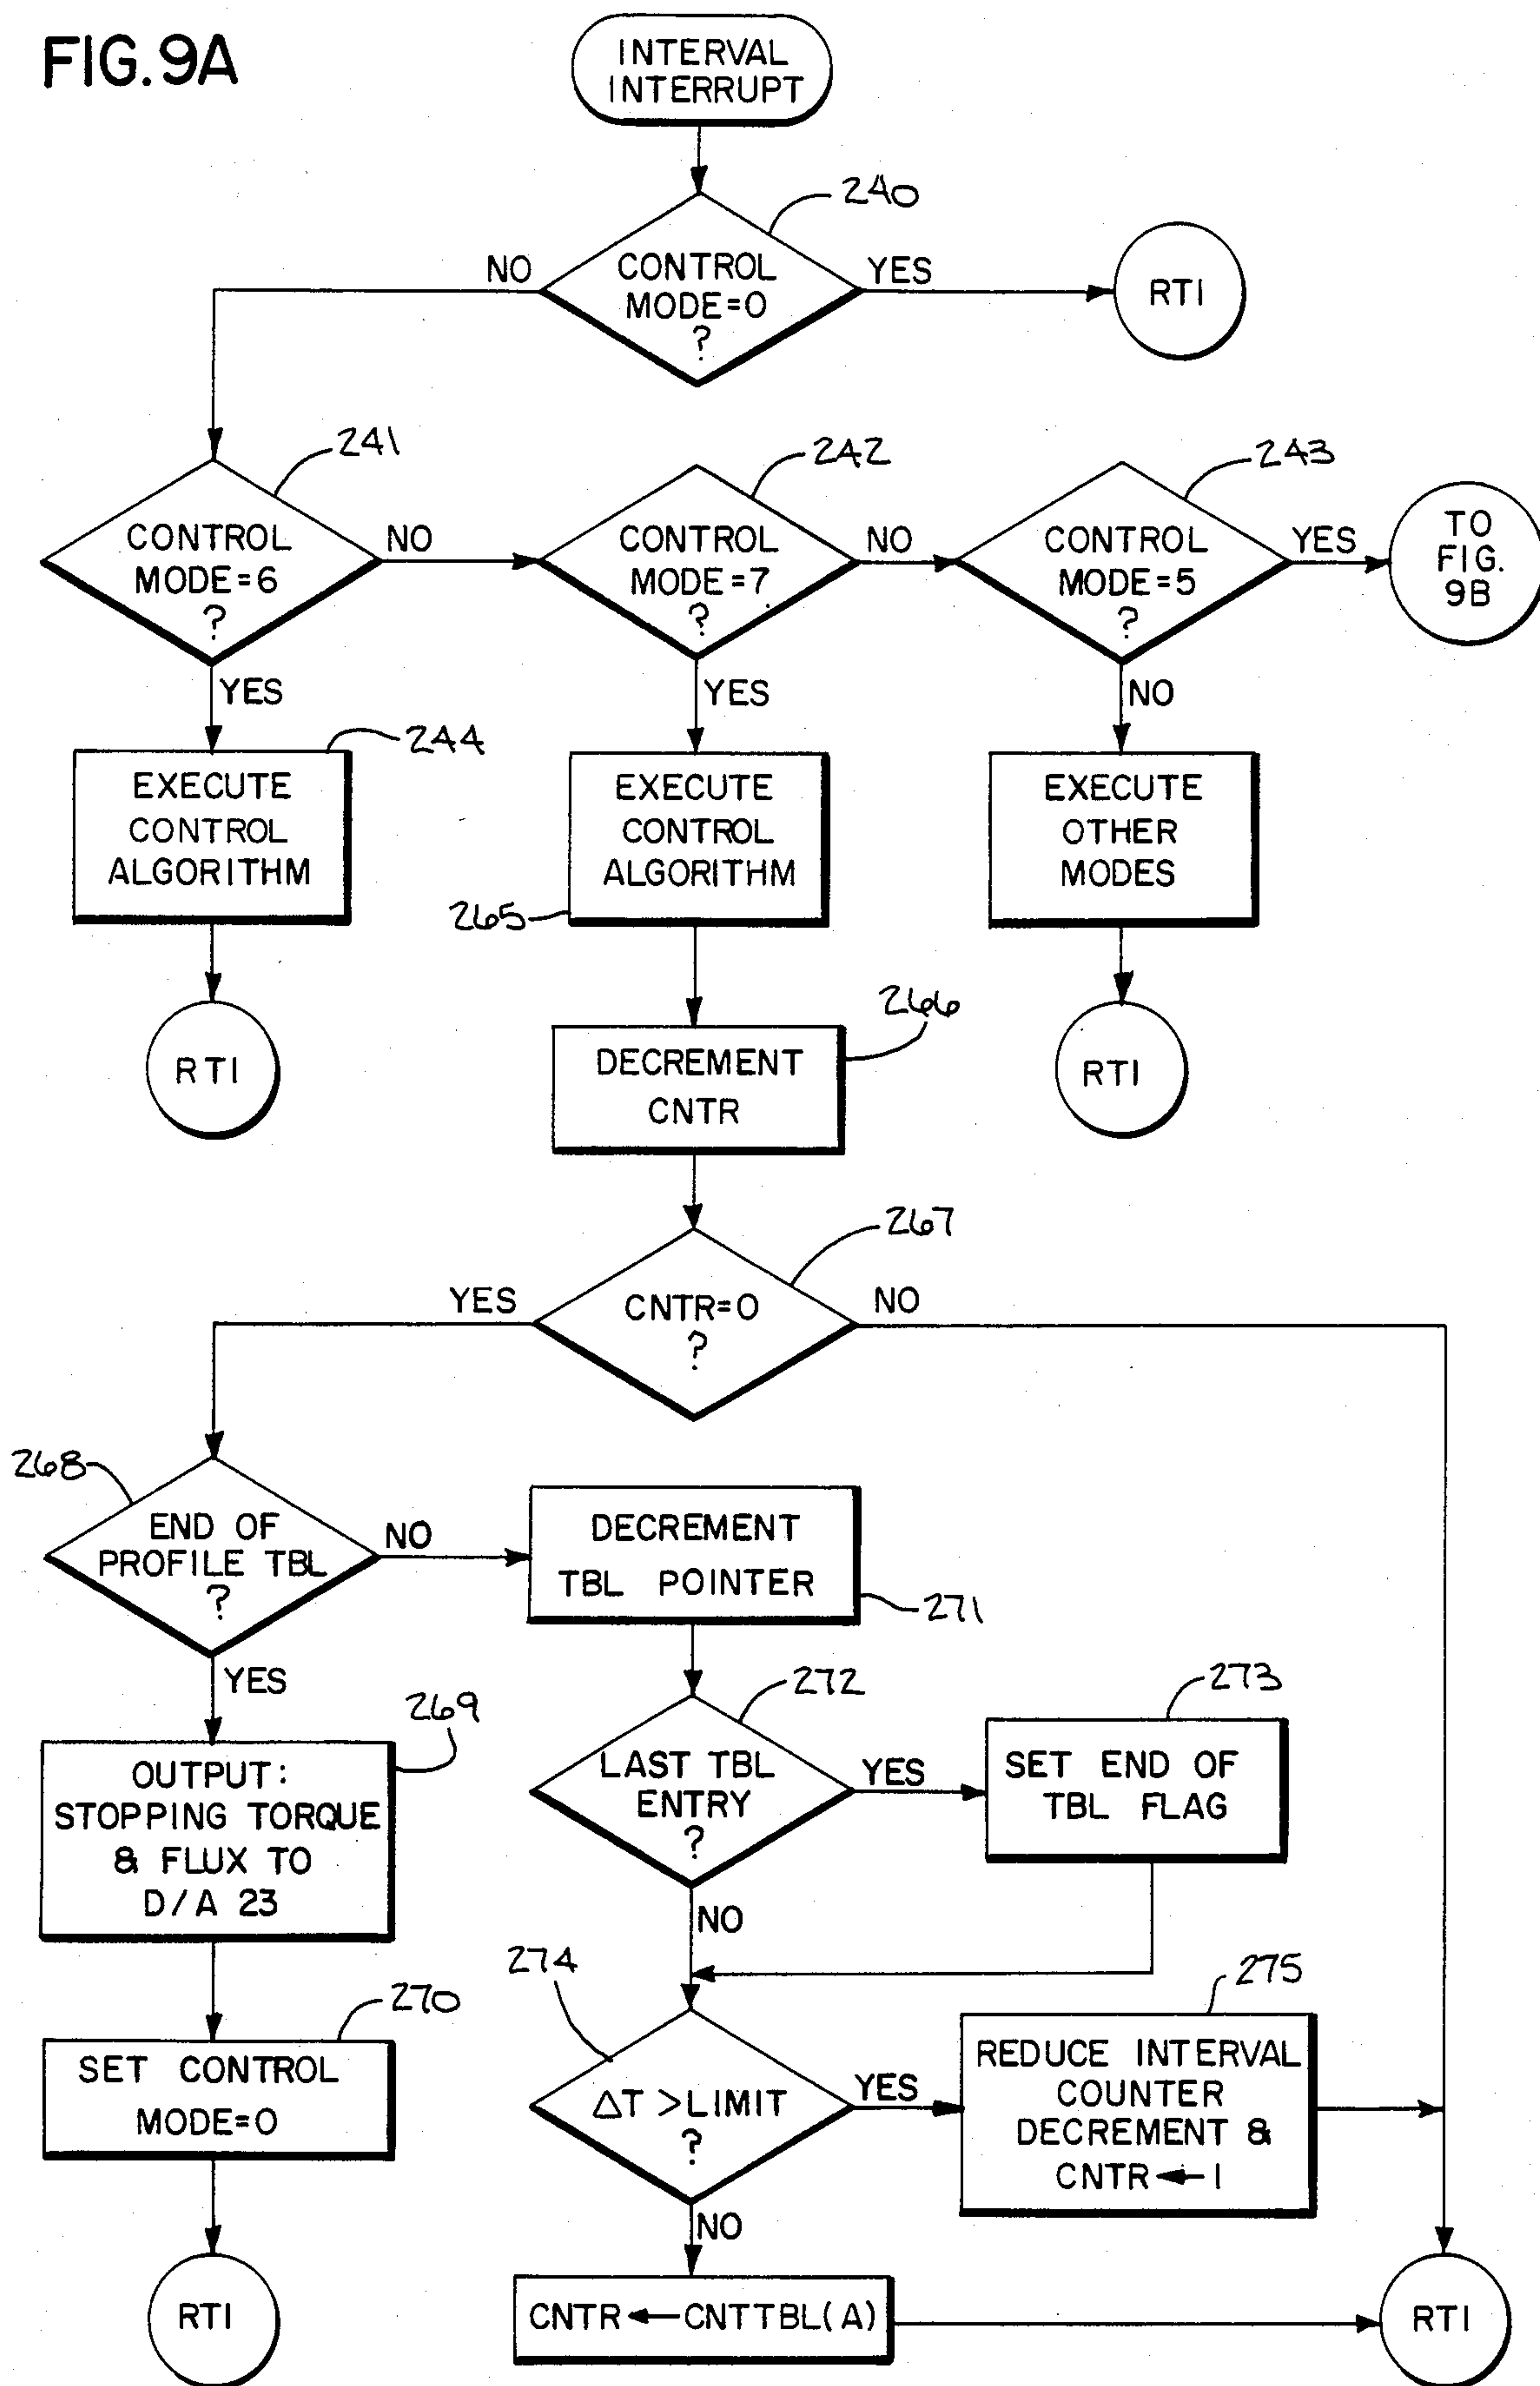 FIG. 9A
INTERVAL
INTERRUPT
240
CONTROL
MODE=0
?
NO
YES
RTI
241
CONTROL
MODE=6
?
NO
YES
242
CONTROL
MODE=7
?
NO
YES
243
CONTROL
MODE=5
?
YES
NO
TO
FIG.
9B
244
EXECUTE
CONTROL
ALGORITHM
RTI
265
EXECUTE
CONTROL
ALGORITHM
EXECUTE
OTHER
MODES
RTI
266
DECREMENT
CNTR
267
CNTR=0
?
YES
NO
268
END OF
PROFILE TBL
?
NO
YES
DECREMENT
TBL POINTER
271
269
OUTPUT:
STOPPING TORQUE
& FLUX TO
D/A 23
272
LAST TBL
ENTRY
?
YES
NO
273
SET END OF
TBL FLAG
270
SET CONTROL
MODE=0
RTI
274
ΔT >LIMIT
?
YES
NO
275
REDUCE INTERVAL
COUNTER
DECREMENT &
CNTR ← 1
CNTR ← CNTTBL(A)
RTI